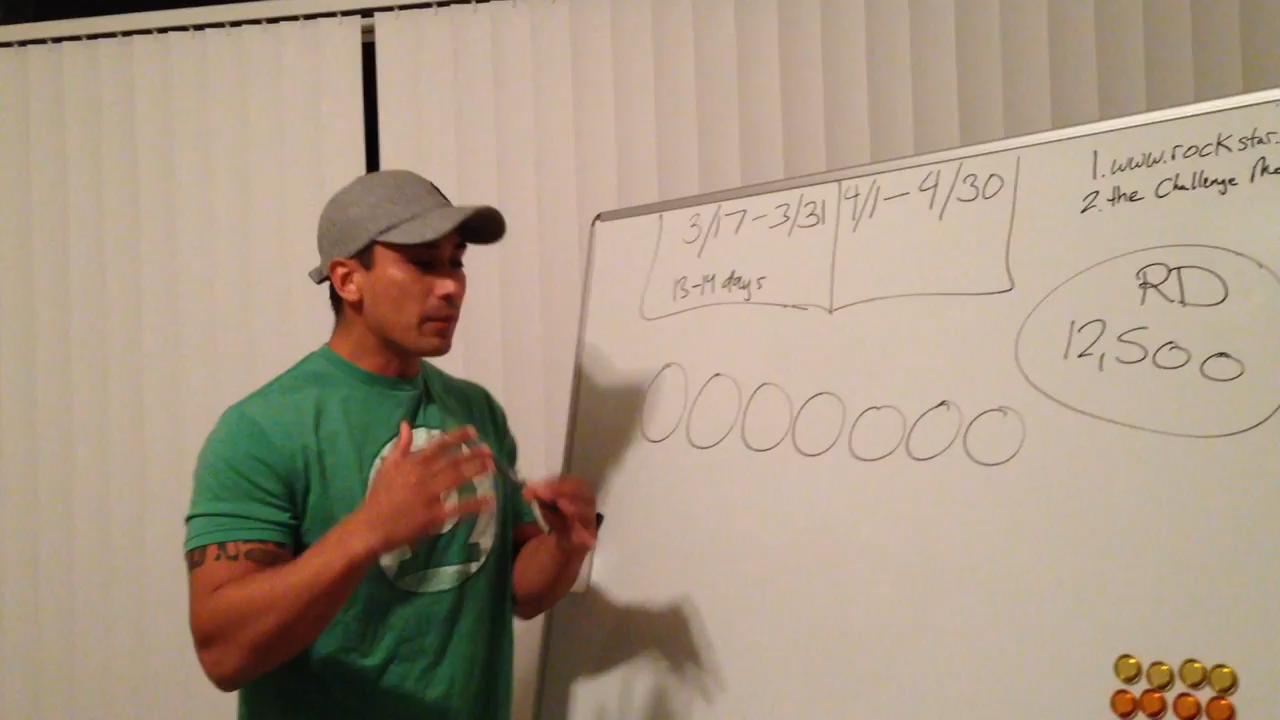 3/17-3/31
4/1-4/30
13-14 days
1. www.rockstar
2. the Challenge
RD
12,500